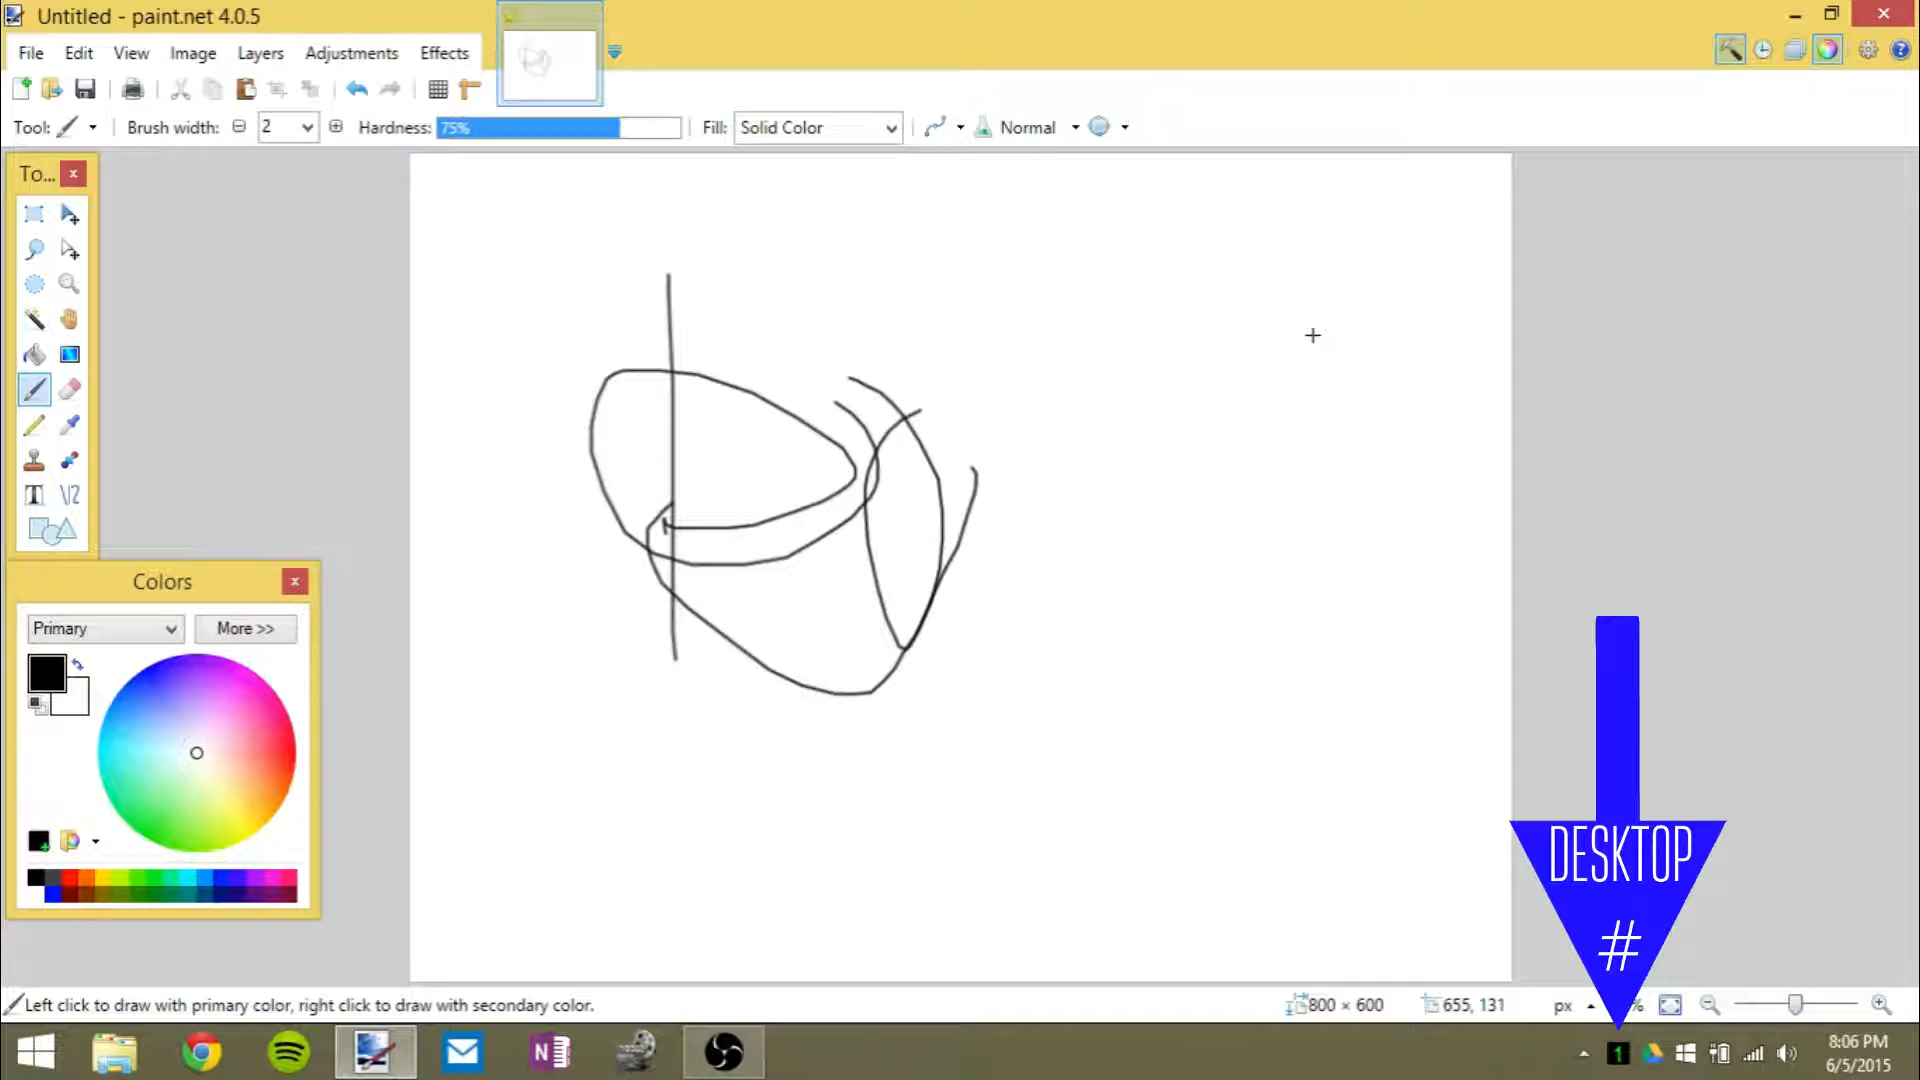 Untitled - paint.net 4.0.5
File Edit View Image Layers Adjustments Effects
Tool: Brush width: 2 Hardness: 75% Fill: Solid Color Normal
To...
Colors
Primary More >>
DESKTOP
#
Left click to draw with primary color, right click to draw with secondary color. 800 × 600 655, 131 px %
N 1 8:06 PM
6/5/2015